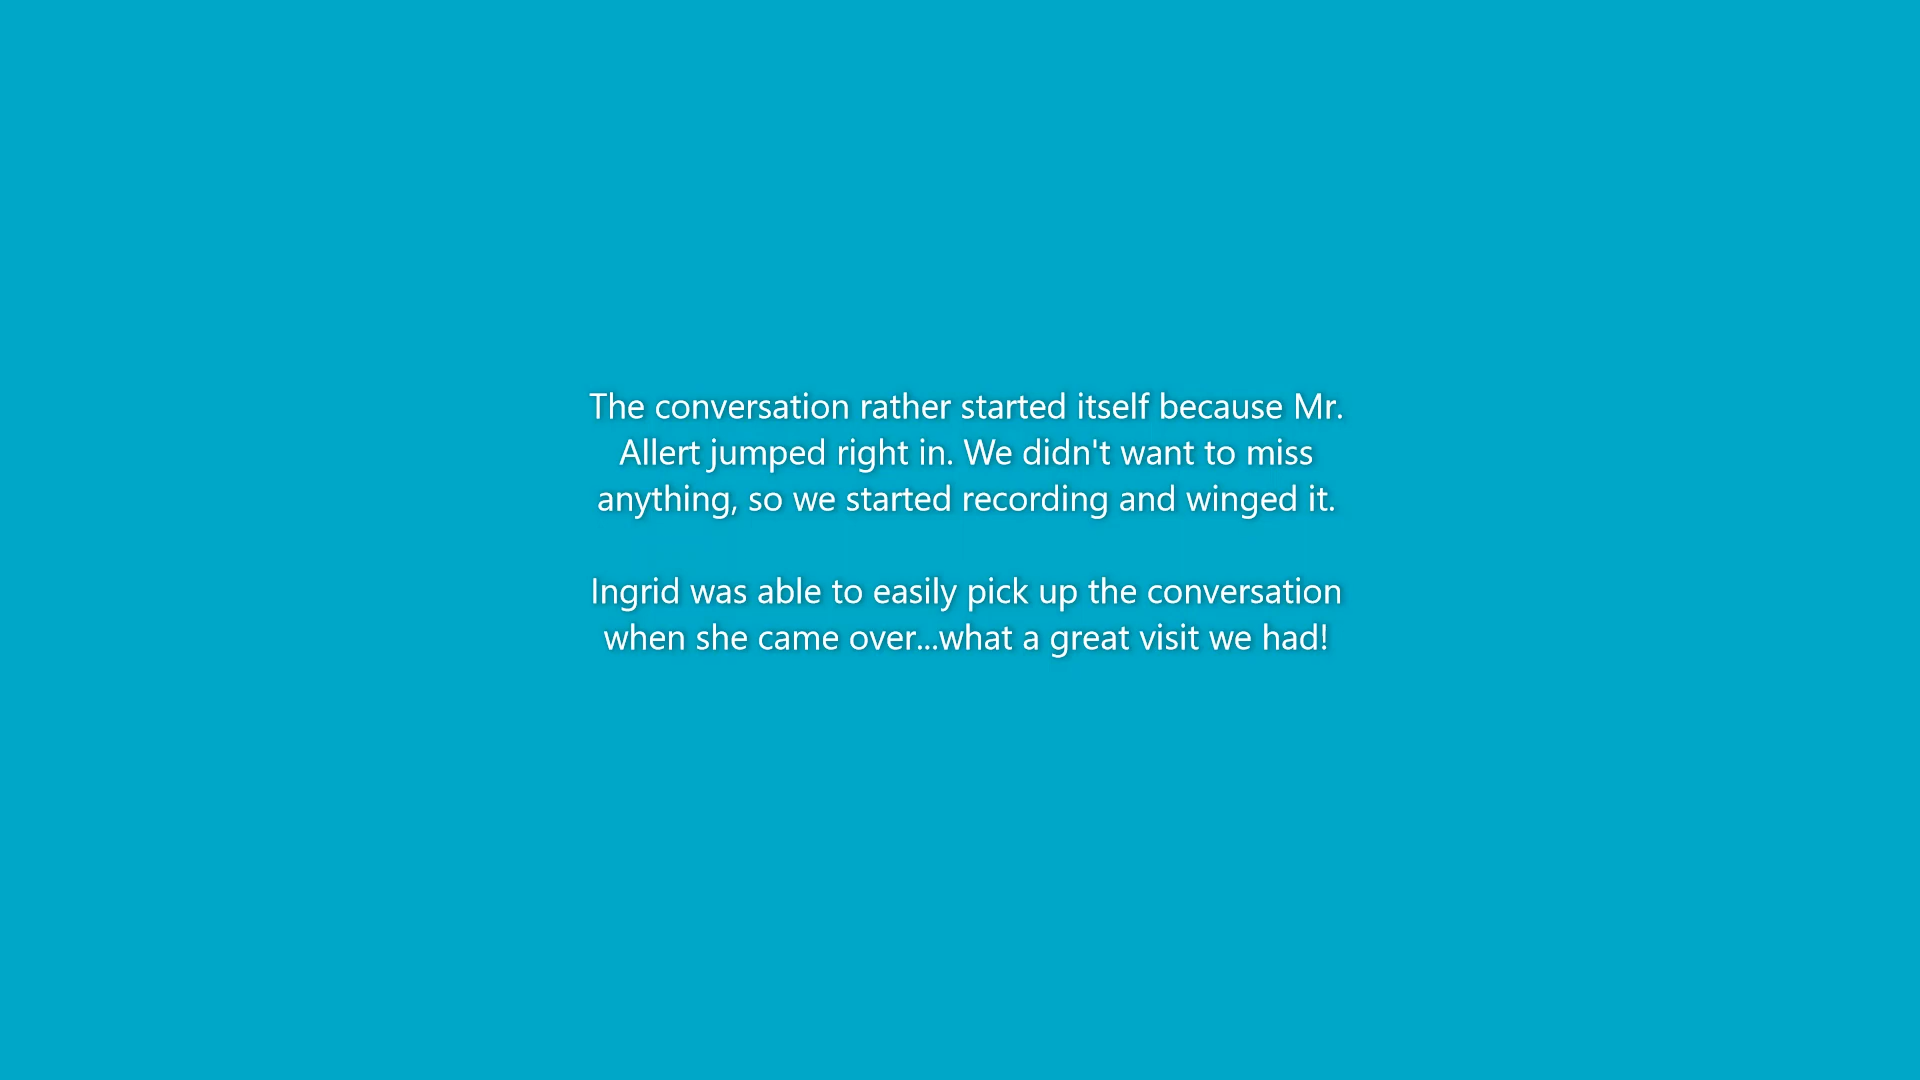 The conversation rather started itself because Mr.
Allert jumped right in. We didn't want to miss
anything, so we started recording and winged it.
Ingrid was able to easily pick up the conversation
when she came over...what a great visit we had!